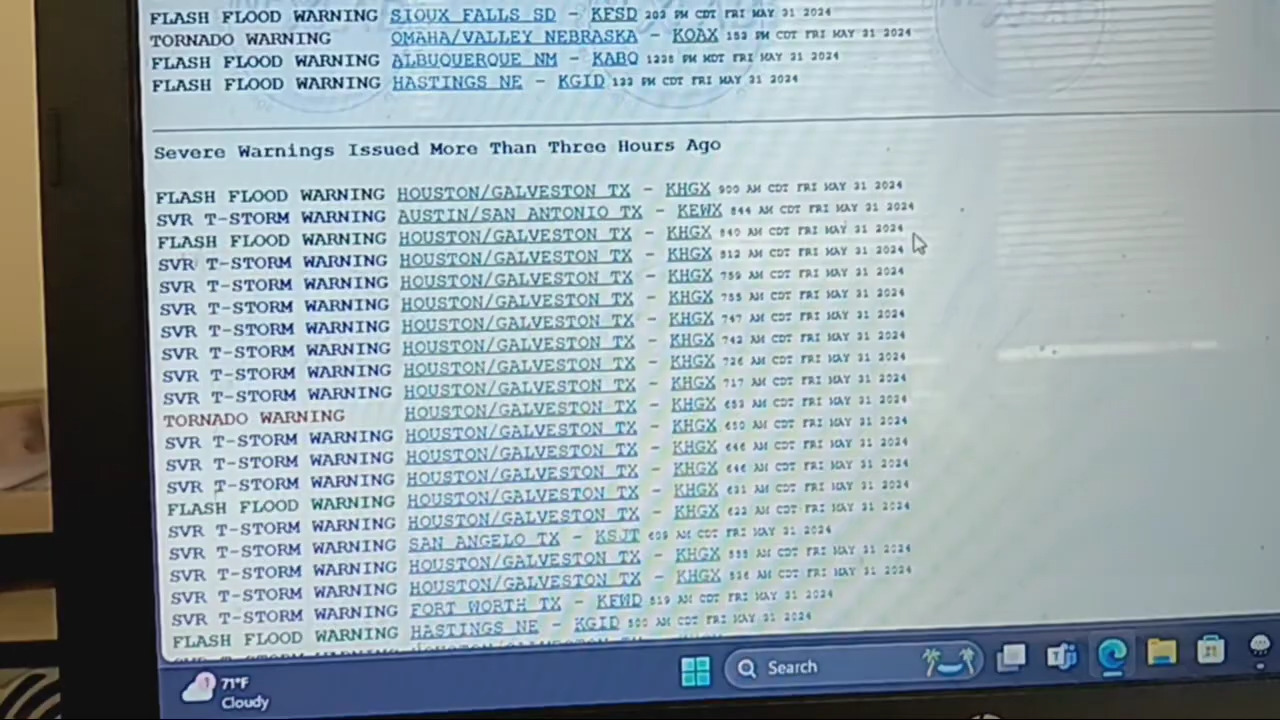 FLASH FLOOD WARNING SIOUX FALLS SD - KFSD 202 PM CDT FRI MAY 31 2024
TORNADO WARNING OMAHA/VALLEY NEBRASKA - KOAX 152 PM CDT FRI MAY 31 2024
FLASH FLOOD WARNING ALBUQUERQUE NM - KABQ 1238 PM MDT FRI MAY 31 2024
FLASH FLOOD WARNING HASTINGS NE - KGID 122 PM CDT FRI MAY 31 2024
Severe Warnings Issued More Than Three Hours Ago
FLASH FLOOD WARNING HOUSTON/GALVESTON TX - KHGX 900 AM CDT FRI MAY 31 2024
SVR T-STORM WARNING AUSTIN/SAN ANTONIO TX - KEWX 844 AM CDT FRI MAY 31 2024
FLASH FLOOD WARNING HOUSTON/GALVESTON TX - KHGX 840 AM CDT FRI MAY 31 2024
SVR T-STORM WARNING HOUSTON/GALVESTON TX - KHGX 812 AM CDT FRI MAY 31 2024
SVR T-STORM WARNING HOUSTON/GALVESTON TX - KHGX 759 AM CDT FRI MAY 31 2024
SVR T-STORM WARNING HOUSTON/GALVESTON TX - KHGX 755 AM CDT FRI MAY 31 2024
SVR T-STORM WARNING HOUSTON/GALVESTON TX - KHGX 747 AM CDT FRI MAY 31 2024
SVR T-STORM WARNING HOUSTON/GALVESTON TX - KHGX 742 AM CDT FRI MAY 31 2024
SVR T-STORM WARNING HOUSTON/GALVESTON TX - KHGX 726 AM CDT FRI MAY 31 2024
SVR T-STORM WARNING HOUSTON/GALVESTON TX - KHGX 717 AM CDT FRI MAY 31 2024
TORNADO WARNING HOUSTON/GALVESTON TX - KHGX 653 AM CDT FRI MAY 31 2024
SVR T-STORM WARNING HOUSTON/GALVESTON TX - KHGX 650 AM CDT FRI MAY 31 2024
SVR T-STORM WARNING HOUSTON/GALVESTON TX - KHGX 646 AM CDT FRI MAY 31 2024
SVR T-STORM WARNING HOUSTON/GALVESTON TX - KHGX 646 AM CDT FRI MAY 31 2024
FLASH FLOOD WARNING HOUSTON/GALVESTON TX - KHGX 631 AM CDT FRI MAY 31 2024
SVR T-STORM WARNING HOUSTON/GALVESTON TX - KHGX 622 AM CDT FRI MAY 31 2024
SVR T-STORM WARNING SAN ANGELO TX - KSJT 609 AM CDT FRI MAY 31 2024
SVR T-STORM WARNING HOUSTON/GALVESTON TX - KHGX AM CDT FRI MAY 31 2024
SVR T-STORM WARNING HOUSTON/GALVESTON TX - KHGX AM CDT FRI MAY 31 2024
SVR T-STORM WARNING FORT WORTH TX - KFWD 519 AM CDT FRI MAY 31 2024
FLASH FLOOD WARNING HASTINGS NE - KGID 500 AM CDT FRI MAY 31 2024
1
71°F
Cloudy
Search